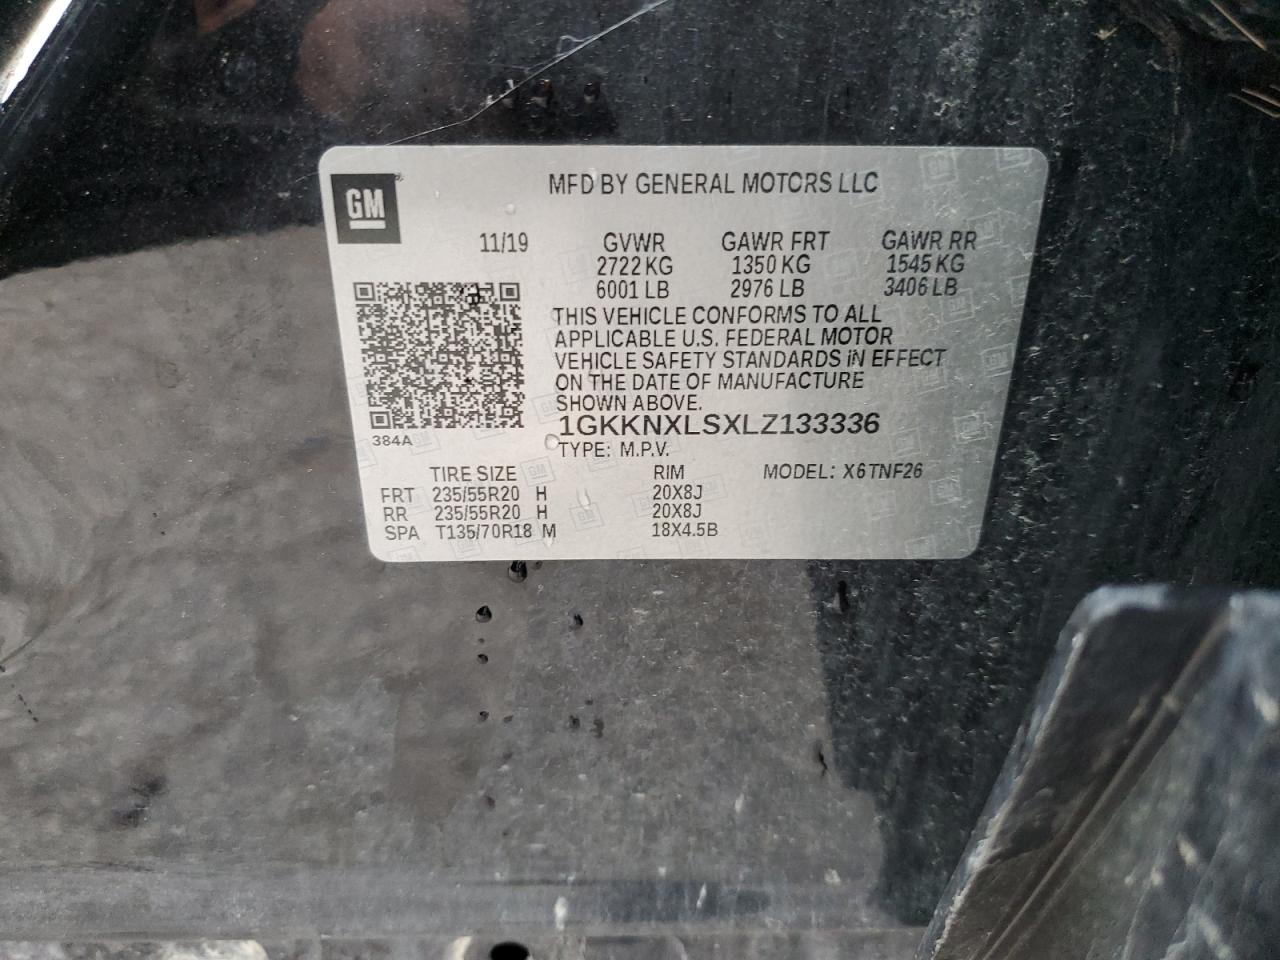 GM ®
MFD BY GENERAL MOTORS LLC
11/19 GVWR GAWR FRT GAWR RR
2722 KG 1350 KG 1545 KG
6001 LB 2976 LB 3406 LB
THIS VEHICLE CONFORMS TO ALL
APPLICABLE U.S. FEDERAL MOTOR
VEHICLE SAFETY STANDARDS IN EFFECT
ON THE DATE OF MANUFACTURE
SHOWN ABOVE.
1GKKNXLSXLZ133336
384A
TYPE: M.P.V.
TIRE SIZE RIM MODEL: X6TNF26
FRT 235/55R20 H 20X8J
RR 235/55R20 H 20X8J
SPA T135/70R18 M 18X4.5B